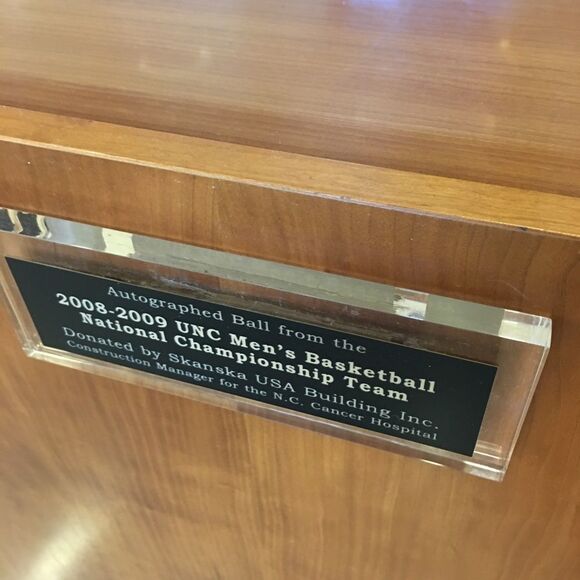 Autographed Ball from the
2008-2009 UNC Men's Basketball
National Championship Team
Donated by Skanska USA Building Inc.
Construction Manager for the N.C. Cancer Hospital